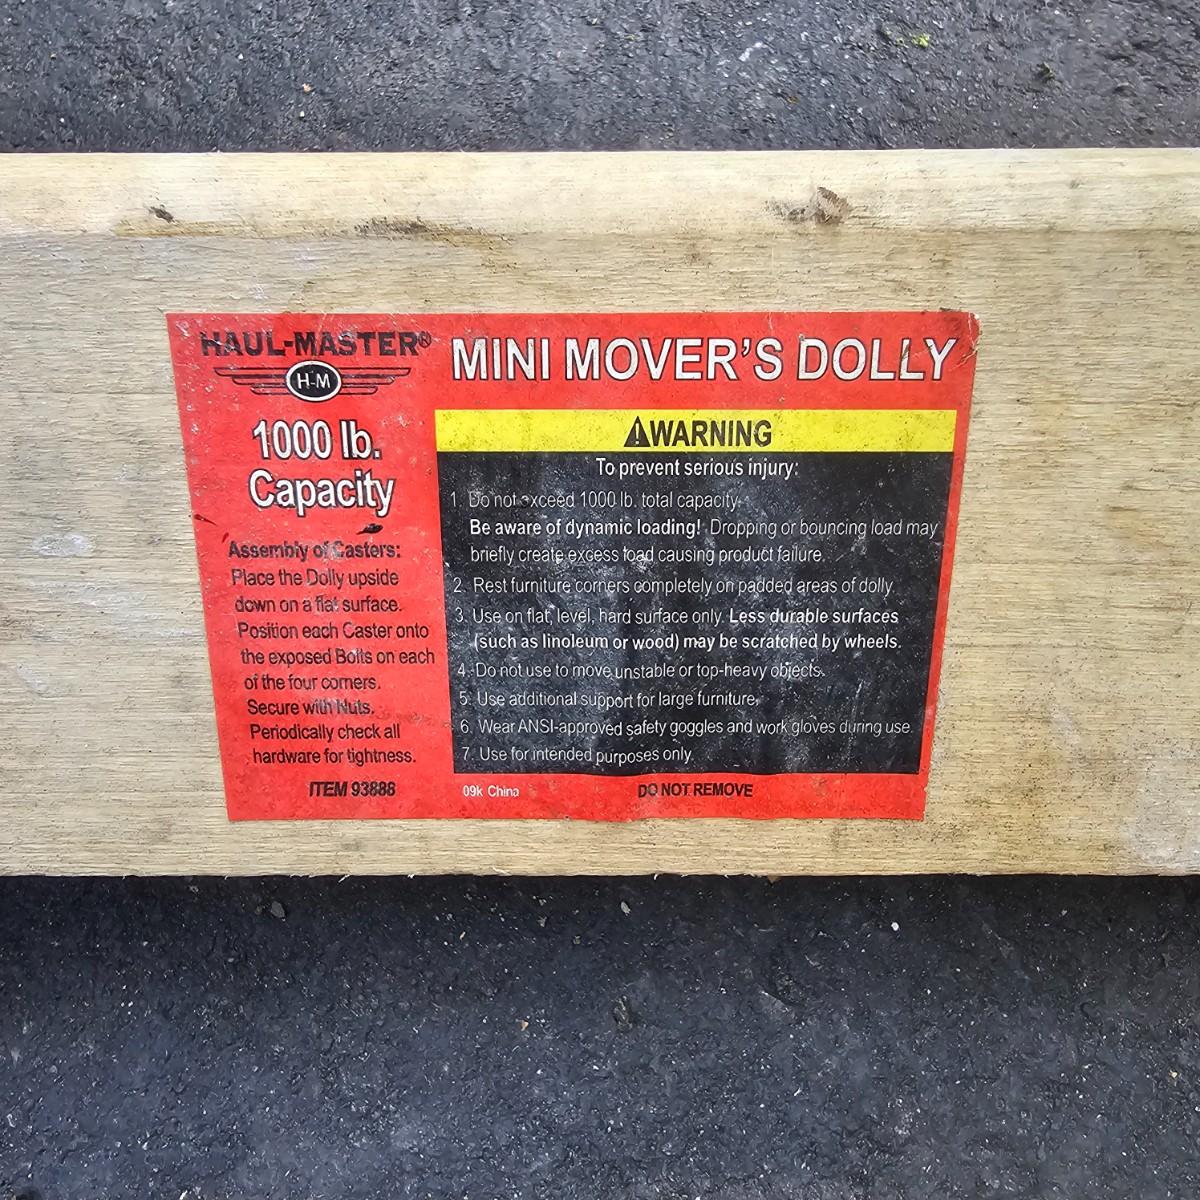 HAUL-MASTER®
H-M
1000 lb.
Capacity
Assembly of Casters:
Place the Dolly upside
down on a flat surface.
Position each Caster onto
the exposed Bolts on each
of the four corners.
Secure with Nuts.
Periodically check all
hardware for tightness.
ITEM 93888
MINI MOVER'S DOLLY
⚠WARNING
To prevent serious injury:
1. Do not exceed 1000 lb. total capacity.
Be aware of dynamic loading! Dropping or bouncing load may
briefly create excess load causing product failure.
2. Rest furniture corners completely on padded areas of dolly.
3. Use on flat, level, hard surface only. Less durable surfaces
(such as linoleum or wood) may be scratched by wheels.
4. Do not use to move unstable or top-heavy objects.
5. Use additional support for large furniture.
6. Wear ANSI-approved safety goggles and work gloves during use.
7. Use for intended purposes only.
09k China
DO NOT REMOVE